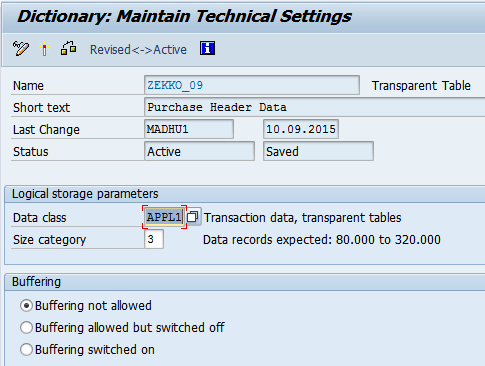 Dictionary: Maintain Technical Settings
Revised<->Active
Name ZEKKO_09 Transparent Table
Short text Purchase Header Data
Last Change MADHU1 10.09.2015
Status Active Saved
Logical storage parameters
Data class APPL1 Transaction data, transparent tables
Size category 3 Data records expected: 80.000 to 320.000
Buffering
Buffering not allowed
Buffering allowed but switched off
Buffering switched on